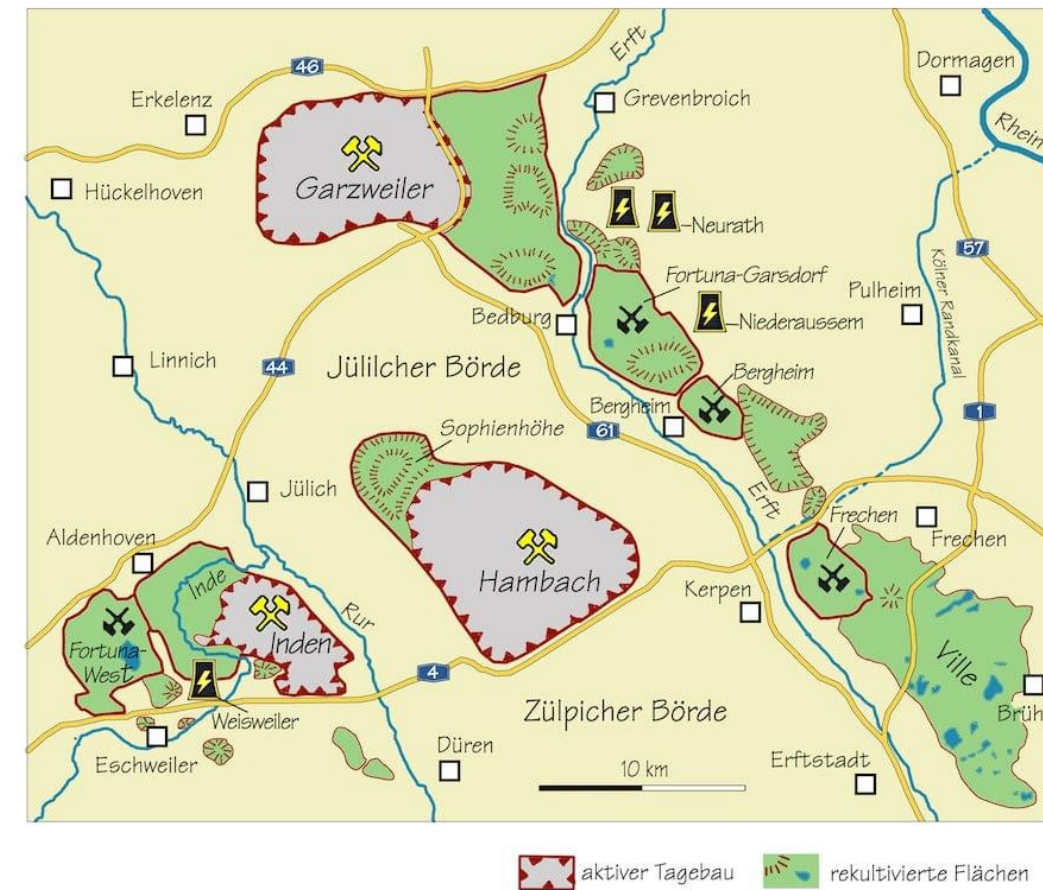 46
Erft
Dormagen
Erkelenz
Grevenbroich
Rhein
Hückelhoven
Garzweiler
Neurath
57
Fortuna-Garsdorf
Kölner Randkanal
Pulheim
Bedburg
Niederaussem
Linnich
44
Jülilcher Börde
Bergheim
Bergheim
1
Sophienhöhe
61
Jülich
Erft
Frechen
Frechen
Aldenhoven
Hambach
Inde
Kerpen
Rur
Inden
Fortuna-
West
Ville
4
Brüh
Weisweiler
Zülpicher Börde
Eschweiler
Düren
10 km
Erftstadt
aktiver Tagebau
rekultivierte Flächen